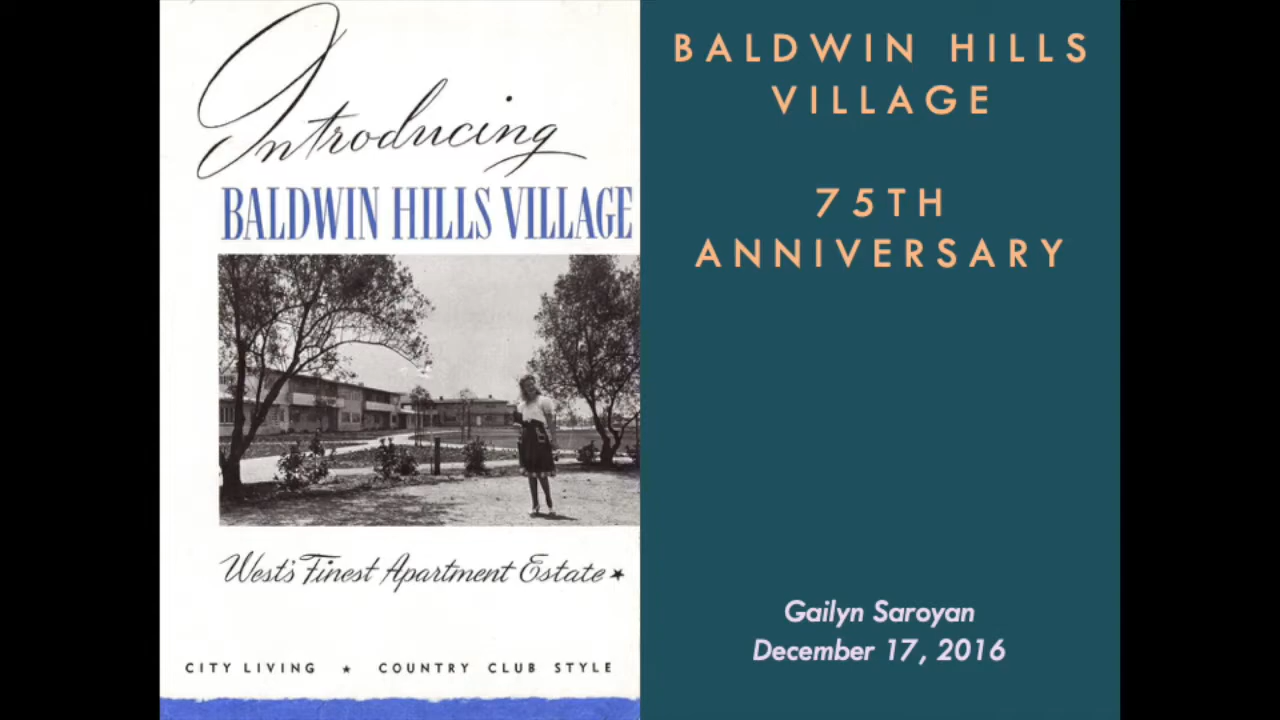 Introducing
BALDWIN HILLS VILLAGE
West's Finest Apartment Estate ★
CITY LIVING ★ COUNTRY CLUB STYLE
BALDWIN HILLS
VILLAGE
75TH
ANNIVERSARY
Gailyn Saroyan
December 17, 2016